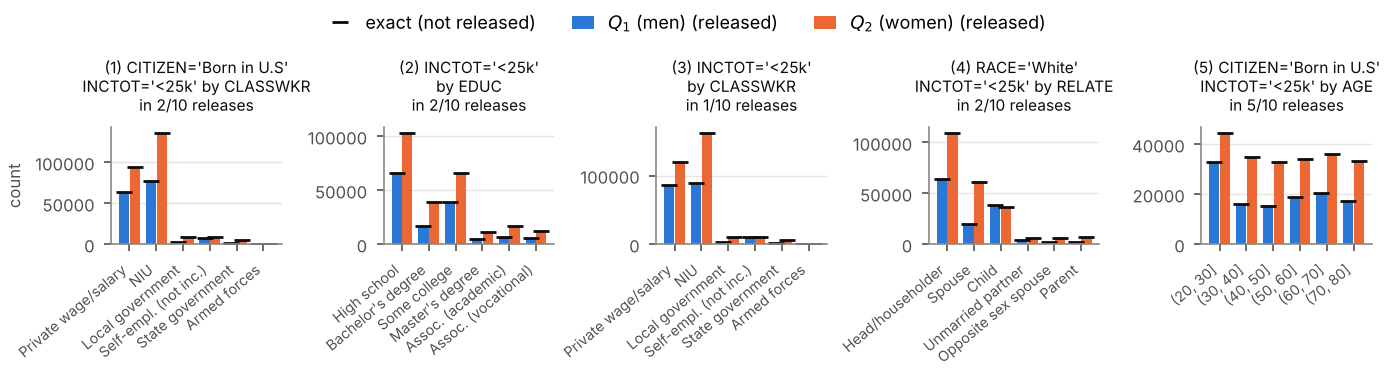 exact (not released)
Q1 (men) (released)
Q2 (women) (released)
(1) CITIZEN='Born in U.S'
INCTOT='<25k' by CLASSWKR
in 2/10 releases
count
100000
50000
0
Private wage/salary
NIU
Local government
Self-empl. (not inc.)
State government
Armed forces
(2) INCTOT='<25k'
by EDUC
in 2/10 releases
100000
50000
0
High school
Bachelor's degree
Some college
Master's degree
Assoc. (academic)
Assoc. (vocational)
(3) INCTOT='<25k'
by CLASSWKR
in 1/10 releases
100000
0
Private wage/salary
NIU
Local government
Self-empl. (not inc.)
State government
Armed forces
(4) RACE='White'
INCTOT='<25k' by RELATE
in 2/10 releases
100000
50000
0
Head/householder
Spouse
Child
Unmarried partner
Opposite sex spouse
Parent
(5) CITIZEN='Born in U.S'
INCTOT='<25k' by AGE
in 5/10 releases
40000
20000
0
(20, 30]
(30, 40]
(40, 50]
(50, 60]
(60, 70]
(70, 80]